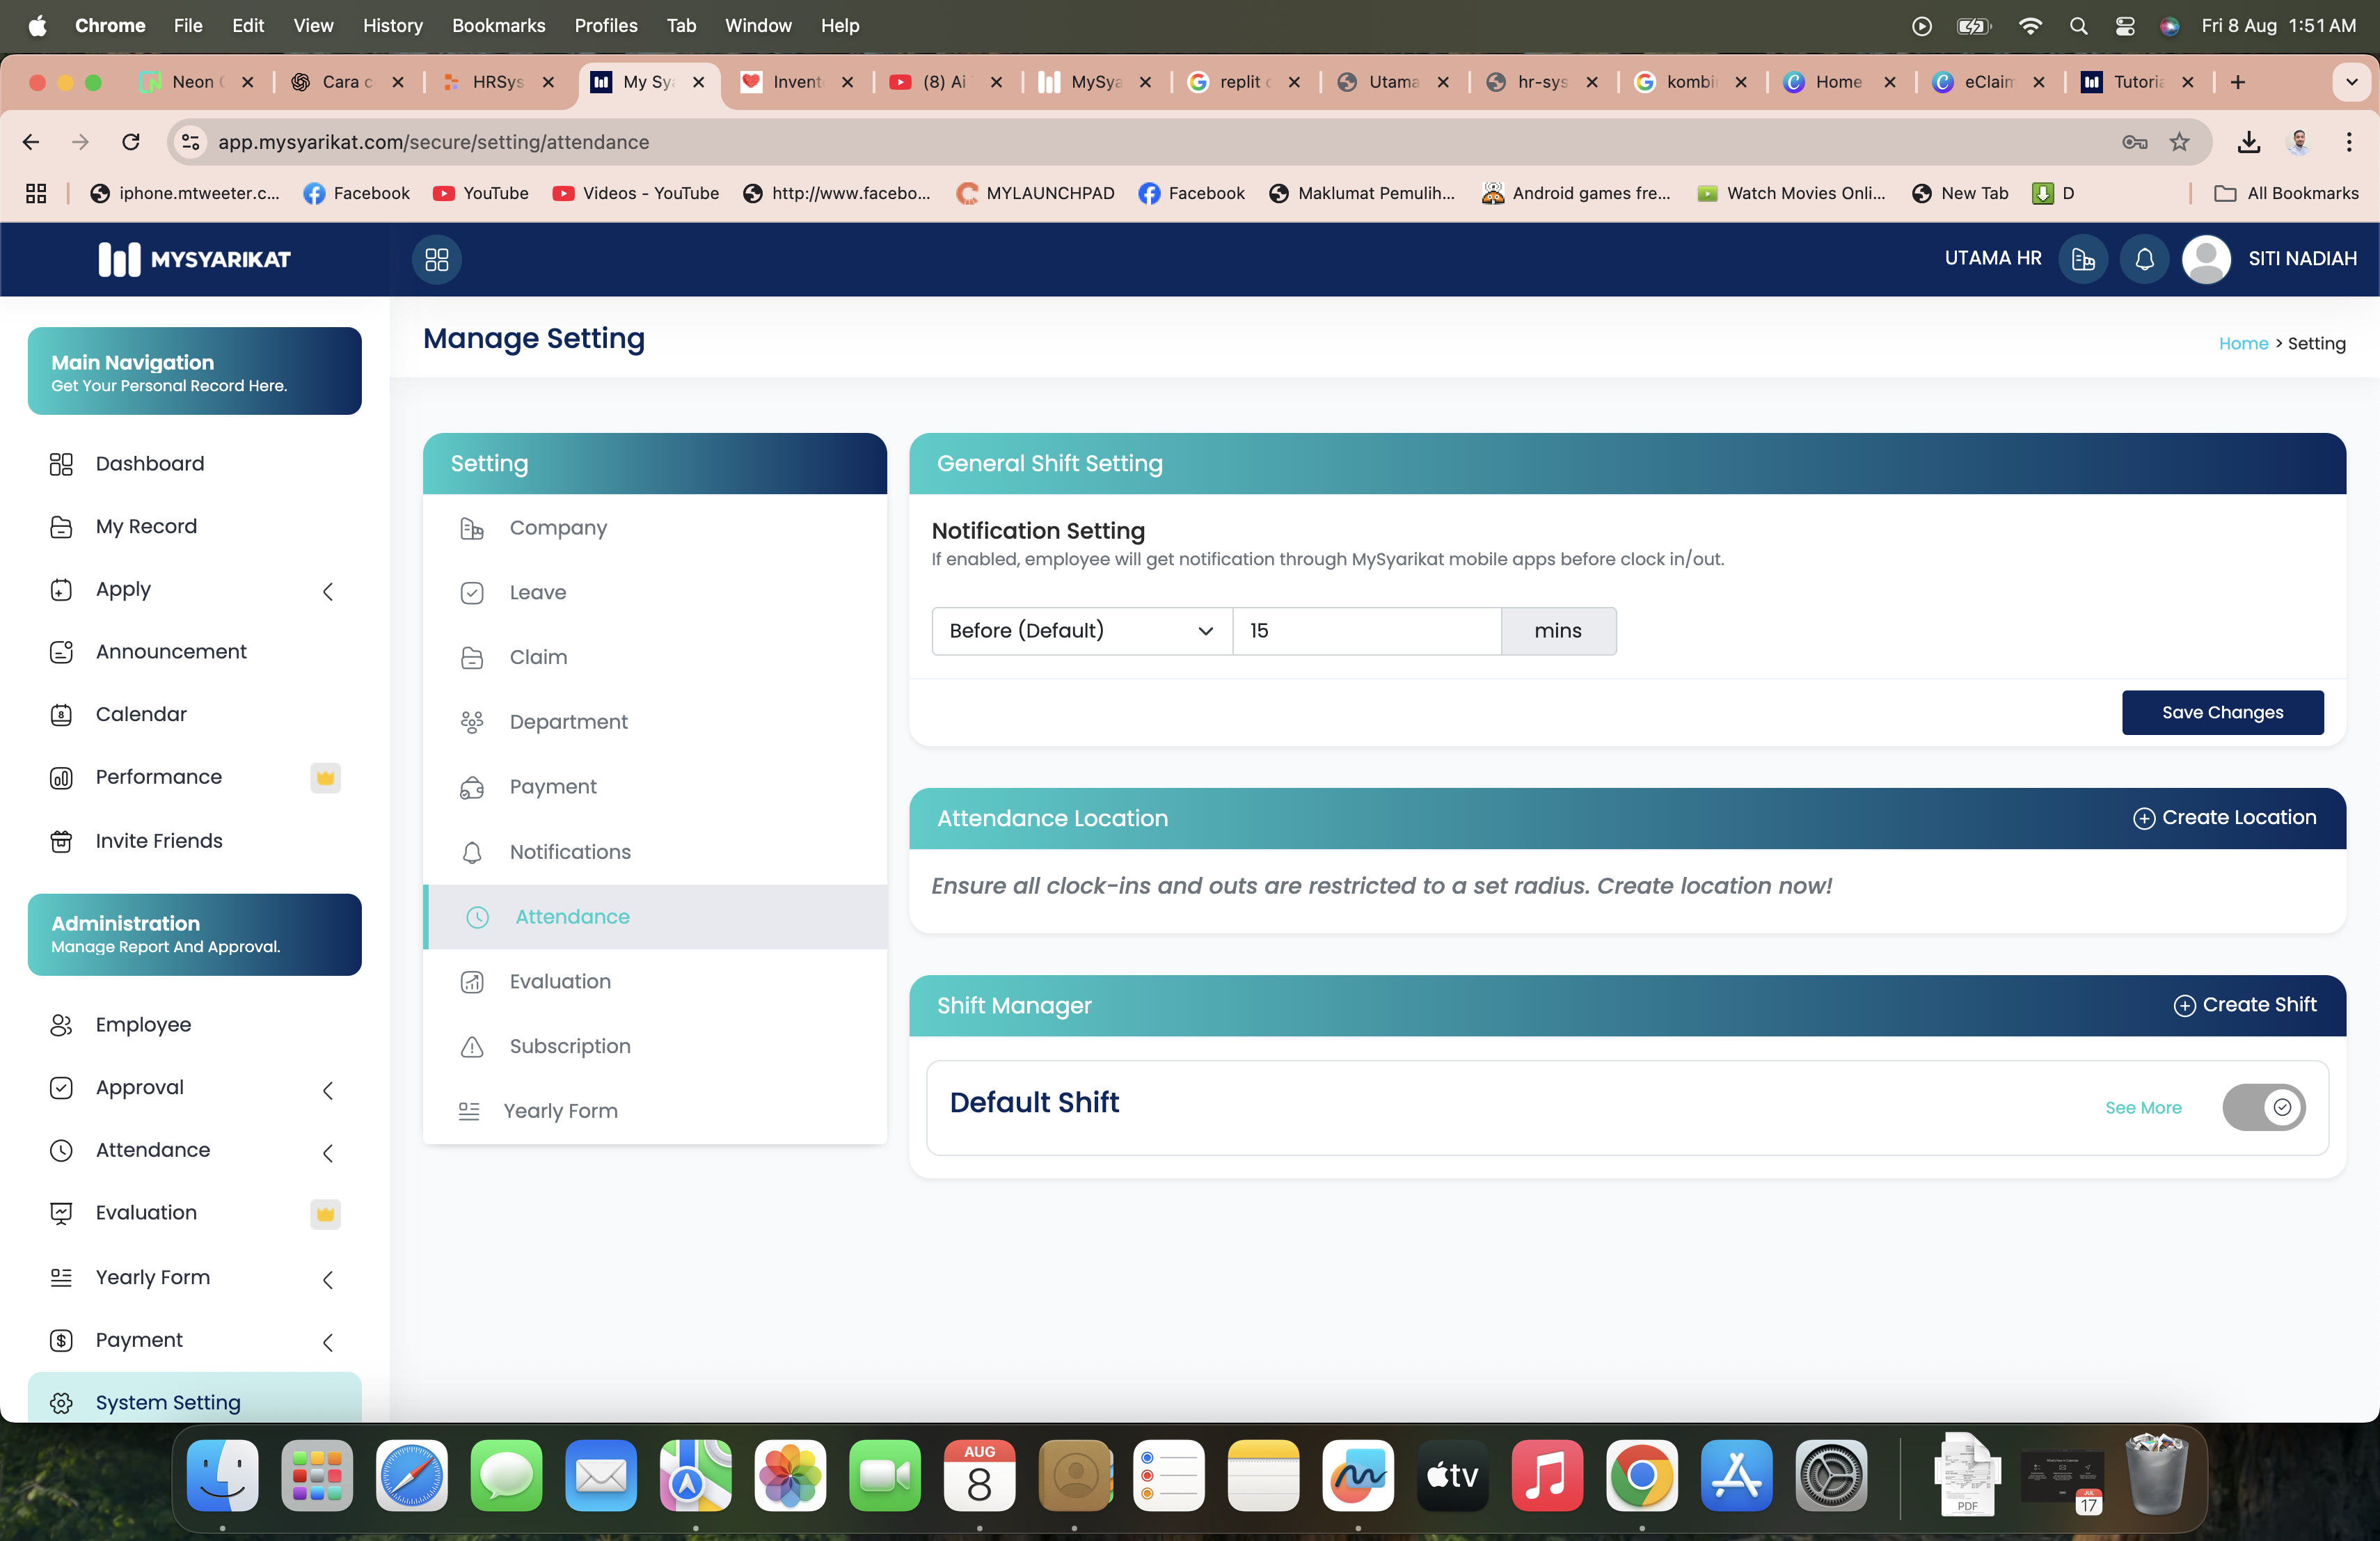 Chrome File Edit View History Bookmarks Profiles Tab Window Help Fri 8 Aug 1:51 AM
Neon Cara c HRSys My Sya Invent (8) Ai MySya replit Utama hr-sys kombi Home eClaim Tutoria
app.mysyarikat.com/secure/setting/attendance
iphone.mtweeter.c... Facebook YouTube Videos - YouTube http://www.facebo... MYLAUNCHPAD Facebook Maklumat Pemulih... Android games fre... Watch Movies Onli... New Tab D All Bookmarks
MYSYARIKAT UTAMA HR SITI NADIAH
Manage Setting
Home > Setting
Main Navigation
Get Your Personal Record Here.
Dashboard
My Record
Apply
Announcement
Calendar
Performance
Invite Friends
Administration
Manage Report And Approval.
Employee
Approval
Attendance
Evaluation
Yearly Form
Payment
System Setting
Setting
Company
Leave
Claim
Department
Payment
Notifications
Attendance
Evaluation
Subscription
Yearly Form
General Shift Setting
Notification Setting
If enabled, employee will get notification through MySyarikat mobile apps before clock in/out.
Before (Default) 15 mins
Save Changes
Attendance Location Create Location
Ensure all clock-ins and outs are restricted to a set radius. Create location now!
Shift Manager Create Shift
Default Shift See More
AUG
8
tv
PDF
JUL
17